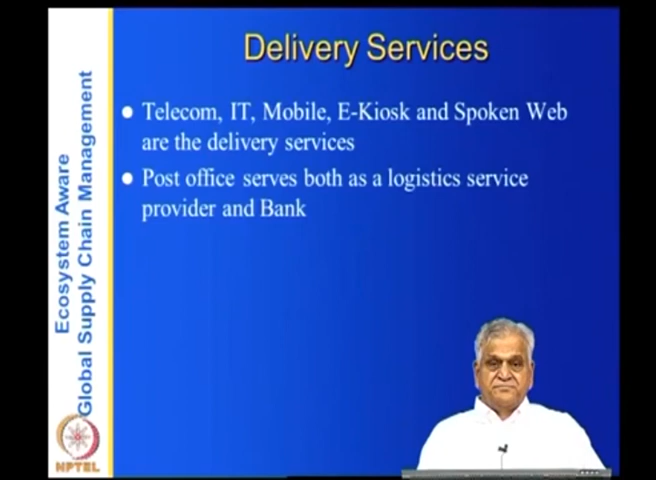 Delivery Services
Telecom, IT, Mobile, E-Kiosk and Spoken Web
are the delivery services
Post office serves both as a logistics service
provider and Bank
Ecosystem Aware
Global Supply Chain Management
NPTEL